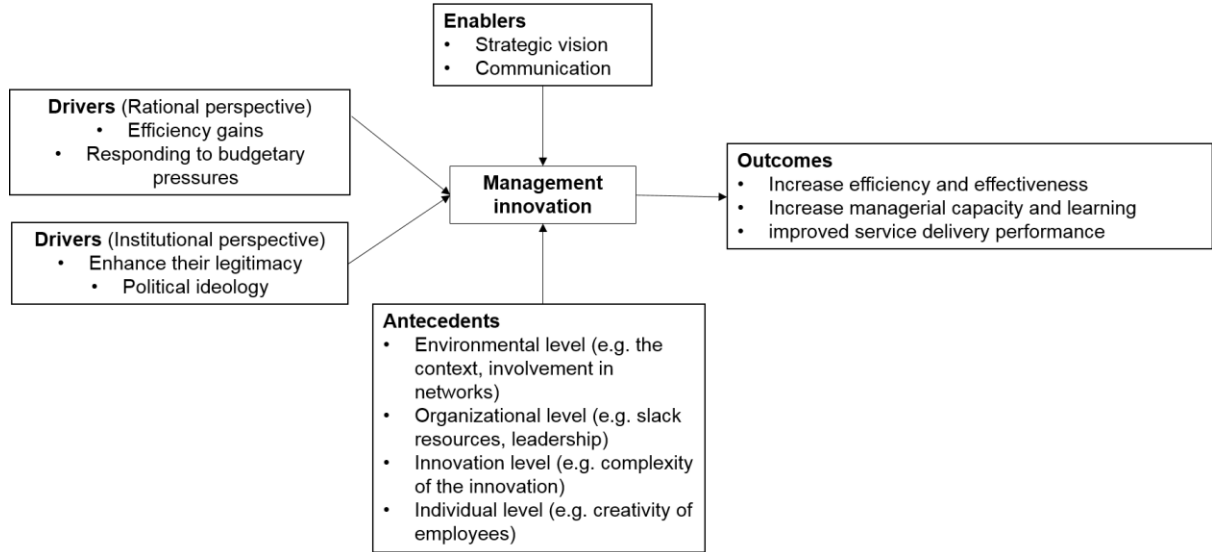 Enablers
• Strategic vision
• Communication
Drivers (Rational perspective)
• Efficiency gains
• Responding to budgetary
pressures
Drivers (Institutional perspective)
• Enhance their legitimacy
• Political ideology
Management
innovation
Outcomes
• Increase efficiency and effectiveness
• Increase managerial capacity and learning
• improved service delivery performance
Antecedents
• Environmental level (e.g. the
context, involvement in
networks)
• Organizational level (e.g. slack
resources, leadership)
• Innovation level (e.g. complexity
of the innovation)
• Individual level (e.g. creativity of
employees)